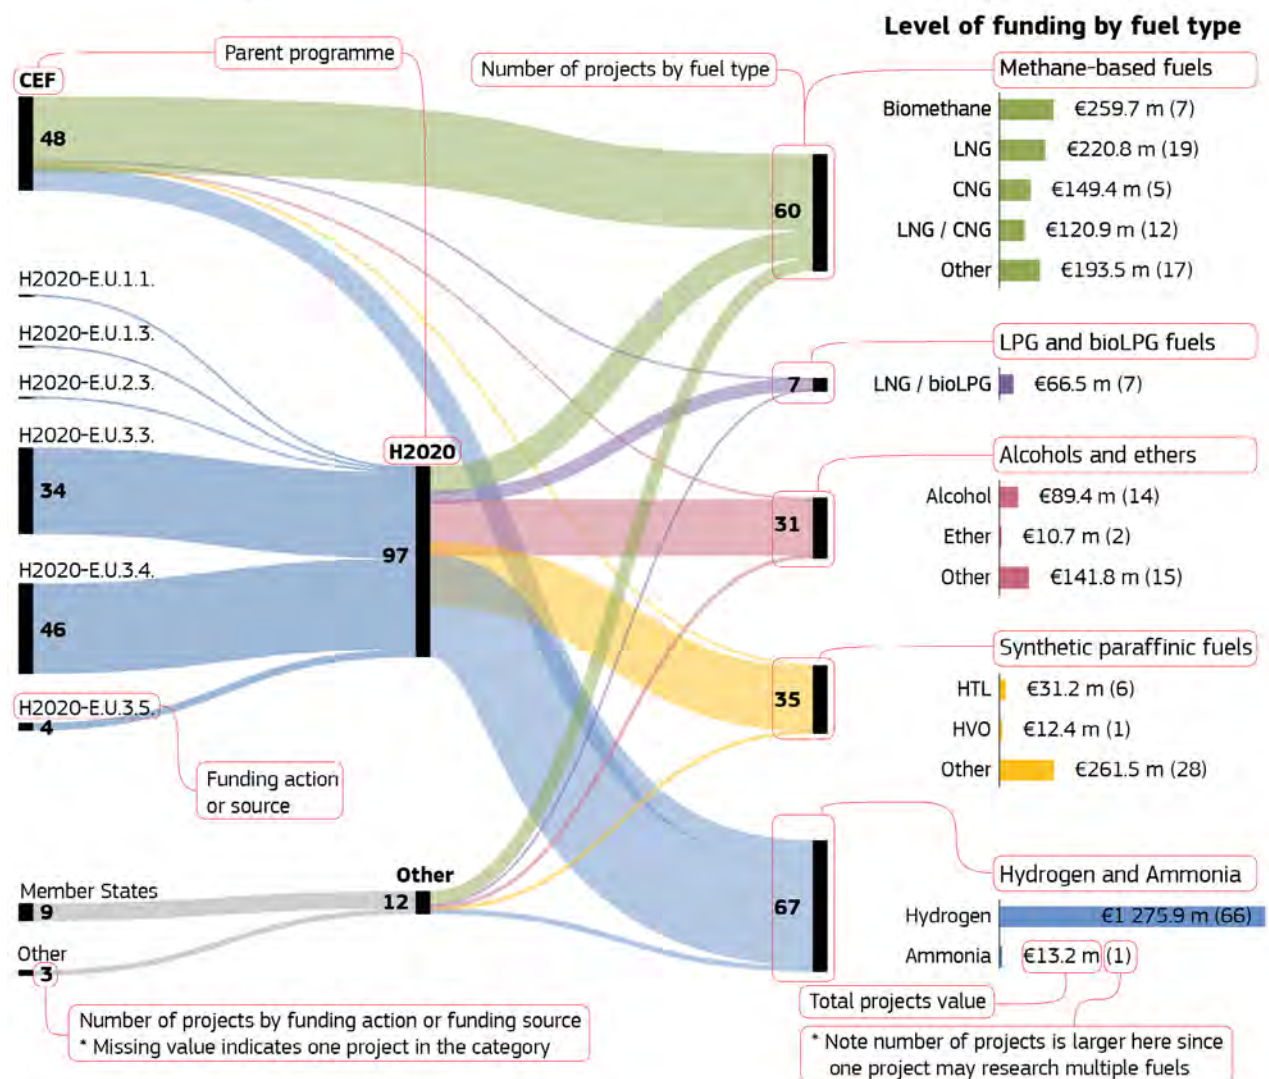 Level of funding by fuel type
Parent programme
CEF
Number of projects by fuel type
48
H2020-E.U.1.1.
H2020-E.U.1.3.
H2020-E.U.2.3.
H2020-E.U.3.3.
34
H2020-E.U.3.4.
46
H2020-E.U.3.5.
4
Funding action
or source
Member States
9
Other
3
Number of projects by funding action or funding source
* Missing value indicates one project in the category
H2020
97
Other
12
60
7
31
35
67
Methane-based fuels
Biomethane €259.7 m (7)
LNG €220.8 m (19)
CNG €149.4 m (5)
LNG / CNG €120.9 m (12)
Other €193.5 m (17)
LPG and bioLPG fuels
LNG / bioLPG €66.5 m (7)
Alcohols and ethers
Alcohol €89.4 m (14)
Ether €10.7 m (2)
Other €141.8 m (15)
Synthetic paraffinic fuels
HTL €31.2 m (6)
HVO €12.4 m (1)
Other €261.5 m (28)
Hydrogen and Ammonia
Hydrogen €1 275.9 m (66)
Ammonia €13.2 m (1)
Total projects value
* Note number of projects is larger here since
one project may research multiple fuels